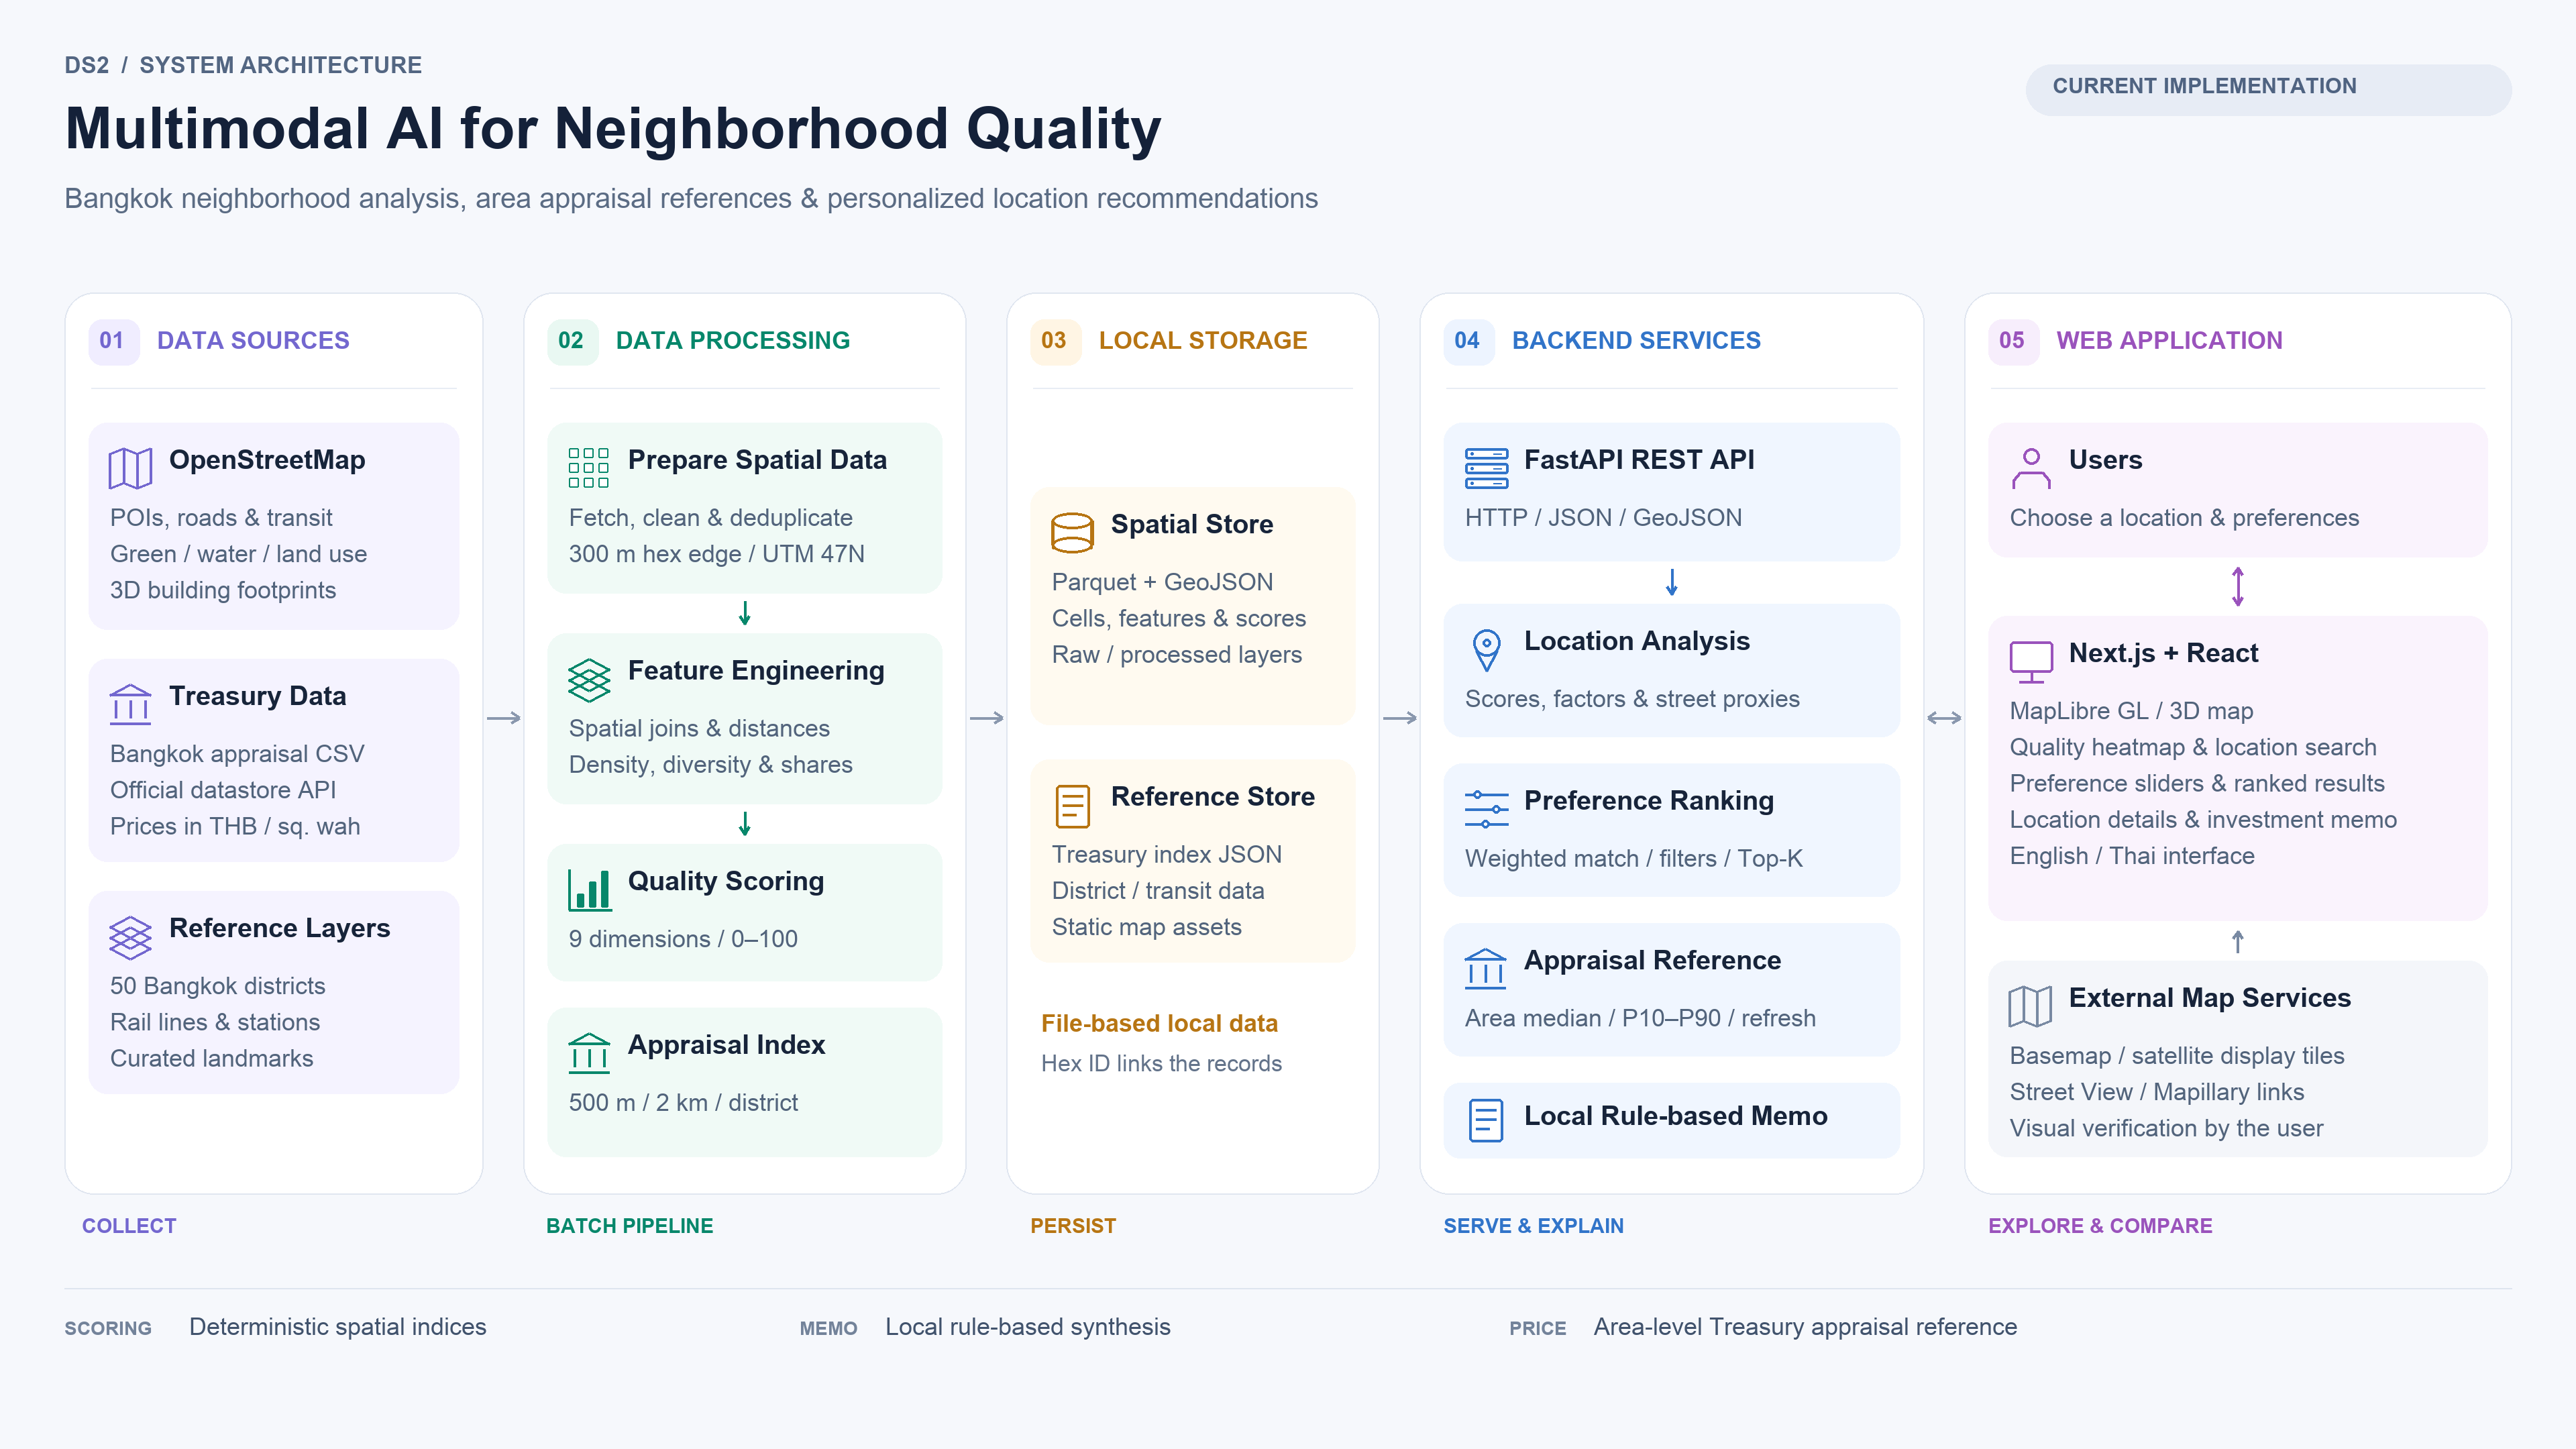 DS2 / SYSTEM ARCHITECTURE
CURRENT IMPLEMENTATION
Multimodal AI for Neighborhood Quality
Bangkok neighborhood analysis, area appraisal references & personalized location recommendations
01 DATA SOURCES
OpenStreetMap
POIs, roads & transit
Green / water / land use
3D building footprints
Treasury Data
Bangkok appraisal CSV
Official datastore API
Prices in THB / sq. wah
Reference Layers
50 Bangkok districts
Rail lines & stations
Curated landmarks
COLLECT
02 DATA PROCESSING
Prepare Spatial Data
Fetch, clean & deduplicate
300 m hex edge / UTM 47N
Feature Engineering
Spatial joins & distances
Density, diversity & shares
Quality Scoring
9 dimensions / 0–100
Appraisal Index
500 m / 2 km / district
BATCH PIPELINE
03 LOCAL STORAGE
Spatial Store
Parquet + GeoJSON
Cells, features & scores
Raw / processed layers
Reference Store
Treasury index JSON
District / transit data
Static map assets
File-based local data
Hex ID links the records
PERSIST
04 BACKEND SERVICES
FastAPI REST API
HTTP / JSON / GeoJSON
Location Analysis
Scores, factors & street proxies
Preference Ranking
Weighted match / filters / Top-K
Appraisal Reference
Area median / P10–P90 / refresh
Local Rule-based Memo
SERVE & EXPLAIN
05 WEB APPLICATION
Users
Choose a location & preferences
Next.js + React
MapLibre GL / 3D map
Quality heatmap & location search
Preference sliders & ranked results
Location details & investment memo
English / Thai interface
External Map Services
Basemap / satellite display tiles
Street View / Mapillary links
Visual verification by the user
EXPLORE & COMPARE
SCORING Deterministic spatial indices
MEMO Local rule-based synthesis
PRICE Area-level Treasury appraisal reference